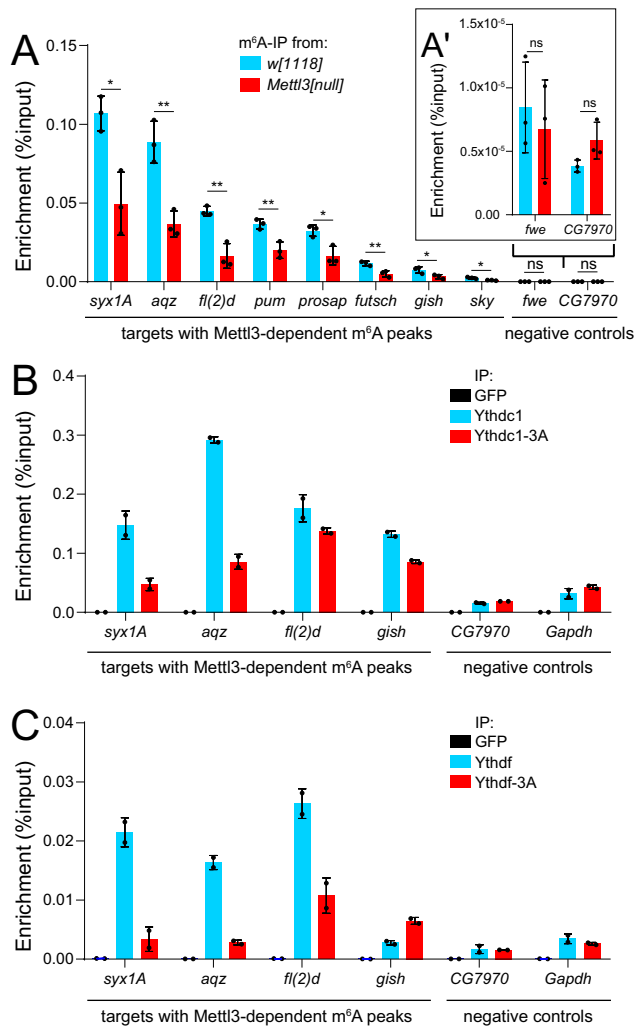 A
m⁶A-IP from:
w[1118]
Mettl3[null]
Enrichment (%input)
0.15
0.10
0.05
0.00
* ** ** ** * ** * * ns ns
syx1A aqz fl(2)d pum prosap futsch gish sky fwe CG7970
targets with Mettl3-dependent m⁶A peaks negative controls
A'
Enrichment (%input)
1.5*10⁻⁵
1.0*10⁻⁵
0.5*10⁻⁵
0.00
ns ns
fwe CG7970
B
IP:
GFP
Ythdc1
Ythdc1-3A
Enrichment (%input)
0.4
0.3
0.2
0.1
0.0
syx1A aqz fl(2)d gish CG7970 Gapdh
targets with Mettl3-dependent m⁶A peaks negative controls
C
IP:
GFP
Ythdf
Ythdf-3A
Enrichment (%input)
0.04
0.03
0.02
0.01
0.00
syx1A aqz fl(2)d gish CG7970 Gapdh
targets with Mettl3-dependent m⁶A peaks negative controls